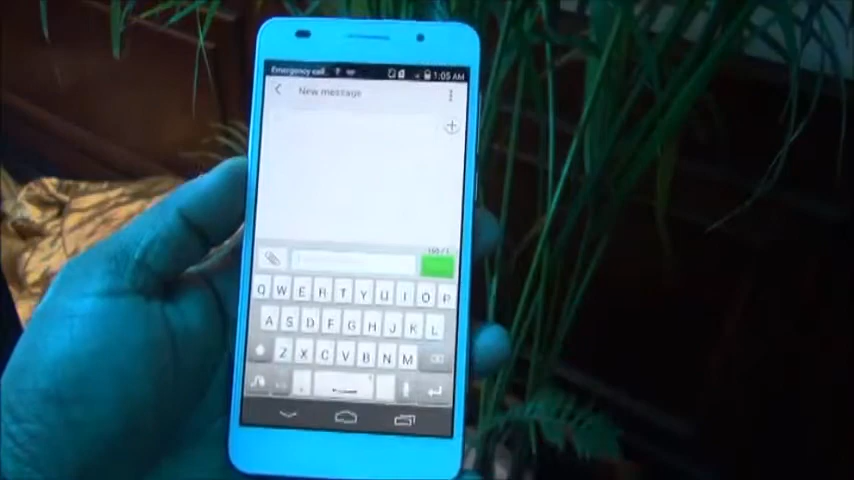 Emergency call 1:05 AM
New message
Q W E R T Y U I O P
A S D F G H J K L
Z X C V B N M